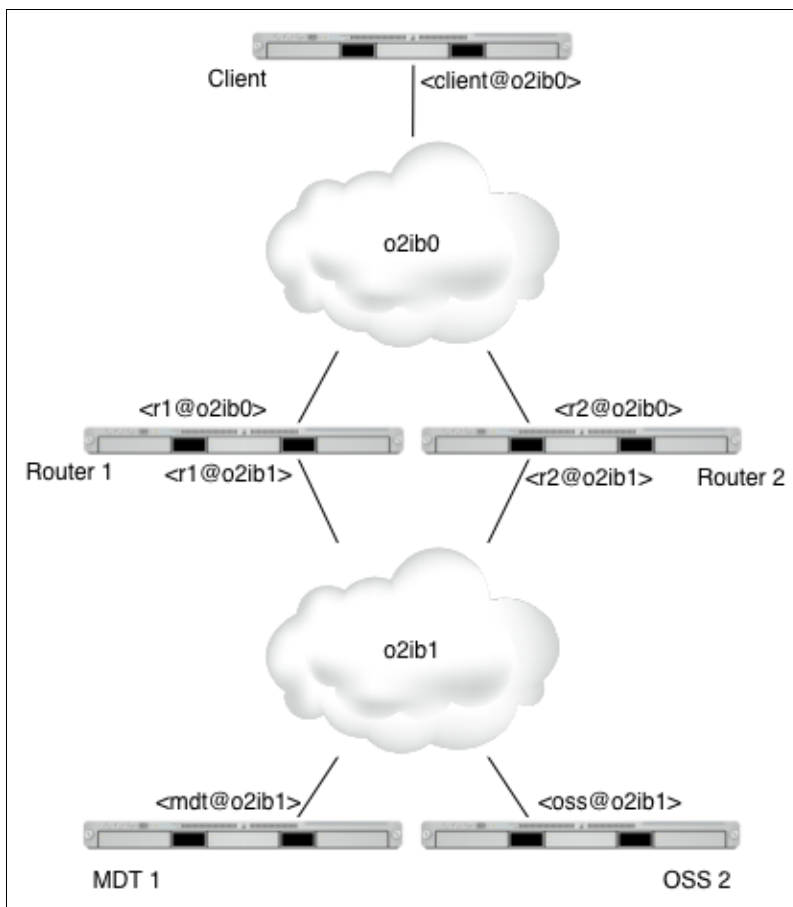 Client
<client@o2ib0>
o2ib0
<r1@o2ib0>
<r2@o2ib0>
Router 1
<r1@o2ib1>
<r2@o2ib1>
Router 2
o2ib1
<mdt@o2ib1>
<oss@o2ib1>
MDT 1
OSS 2